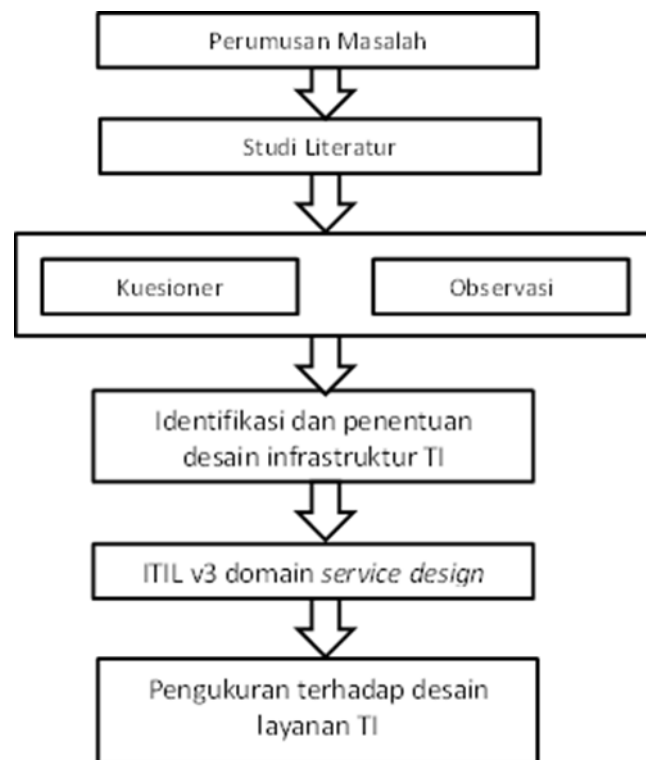 Perumusan Masalah
Studi Literatur
Kuesioner
Observasi
Identifikasi dan penentuan
desain infrastruktur TI
ITIL v3 domain service design
Pengukuran terhadap desain
layanan TI